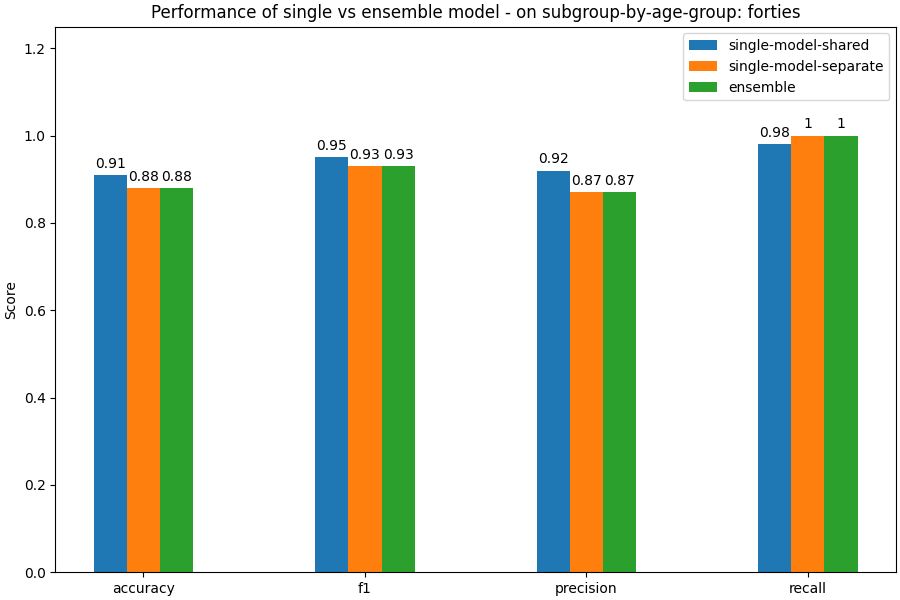 Performance of single vs ensemble model - on subgroup-by-age-group: forties
single-model-shared
single-model-separate
ensemble
Score
1.2
1.0
0.8
0.6
0.4
0.2
0.0
0.91
0.88
0.88
0.95
0.93
0.93
0.92
0.87
0.87
0.98
1
1
accuracy
f1
precision
recall